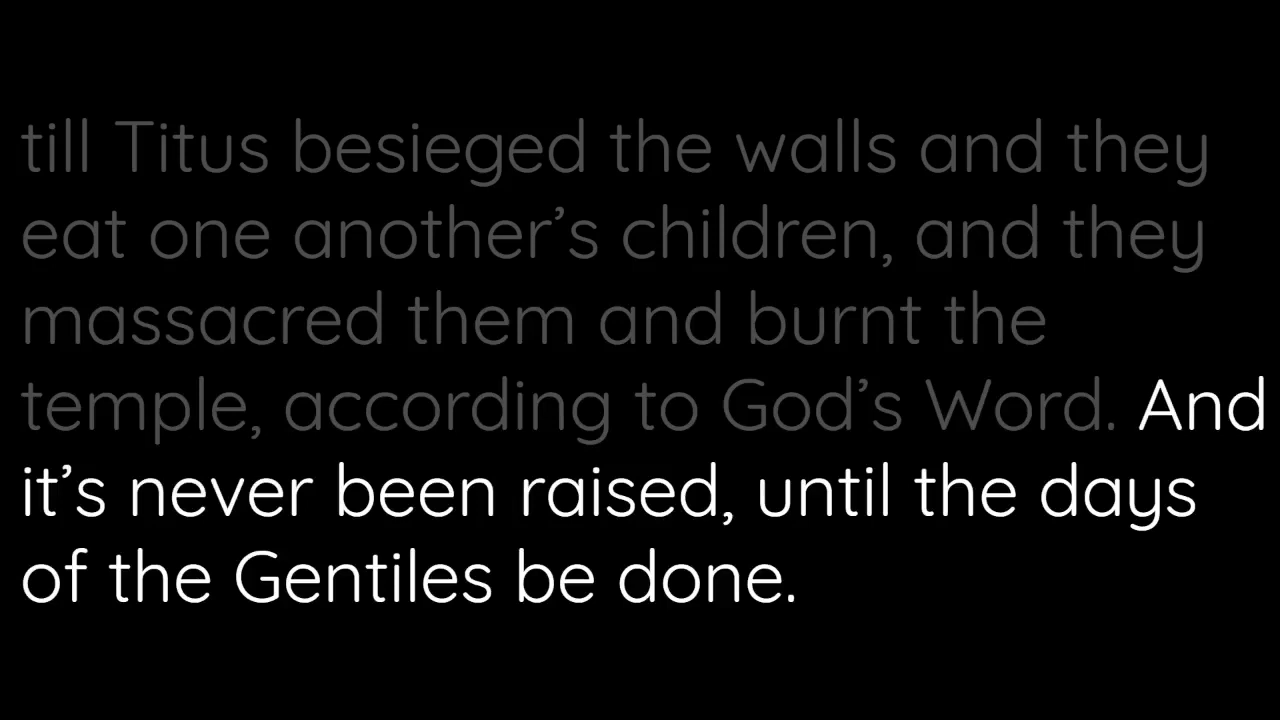 till Titus besieged the walls and they
eat one another’s children, and they
massacred them and burnt the
temple, according to God’s Word. And
it’s never been raised, until the days
of the Gentiles be done.